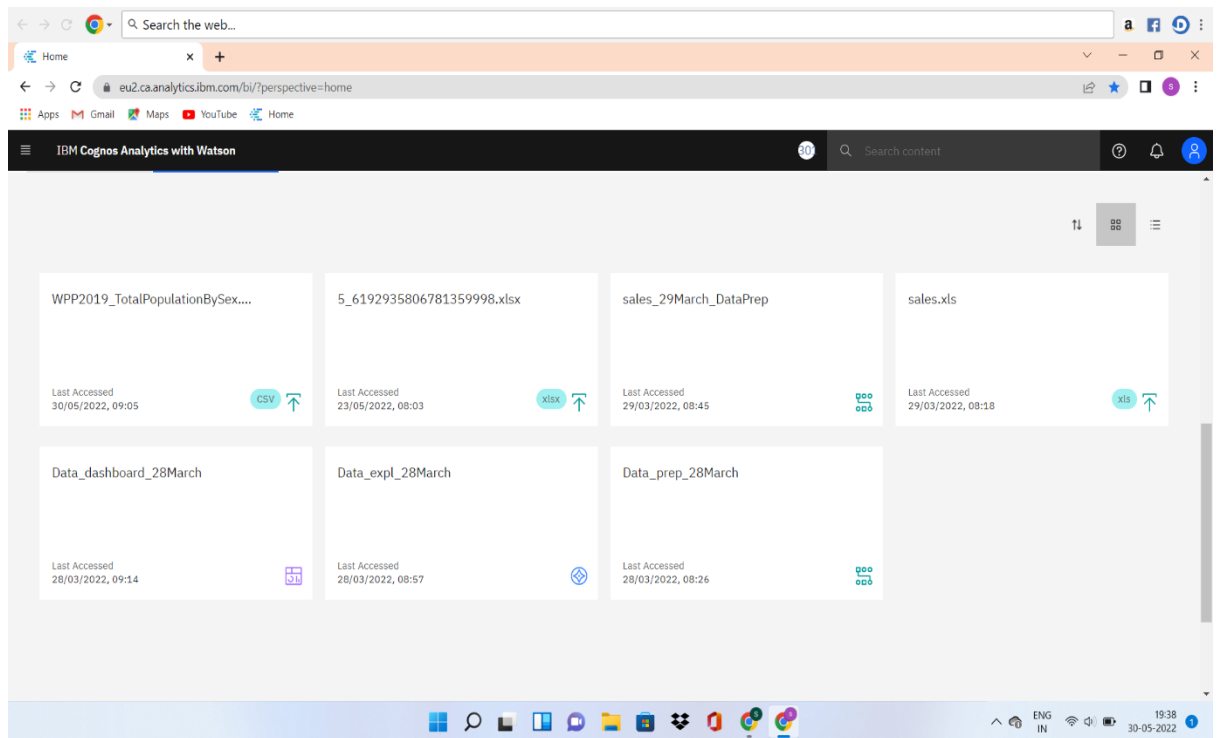 Search the web...
a
Home
eu2.ca.analytics.ibm.com/bi/?perspective=home
S
Apps Gmail Maps YouTube Home
IBM Cognos Analytics with Watson
30
Search content
WPP2019_TotalPopulationBySex....
5_6192935806781359998.xlsx
sales_29March_DataPrep
sales.xls
Last Accessed
30/05/2022, 09:05
CSV
Last Accessed
23/05/2022, 08:03
xlsx
Last Accessed
29/03/2022, 08:45
Last Accessed
29/03/2022, 08:18
xls
Data_dashboard_28March
Data_expl_28March
Data_prep_28March
Last Accessed
28/03/2022, 09:14
Last Accessed
28/03/2022, 08:57
Last Accessed
28/03/2022, 08:26
ENG
IN
19:38
30-05-2022
1